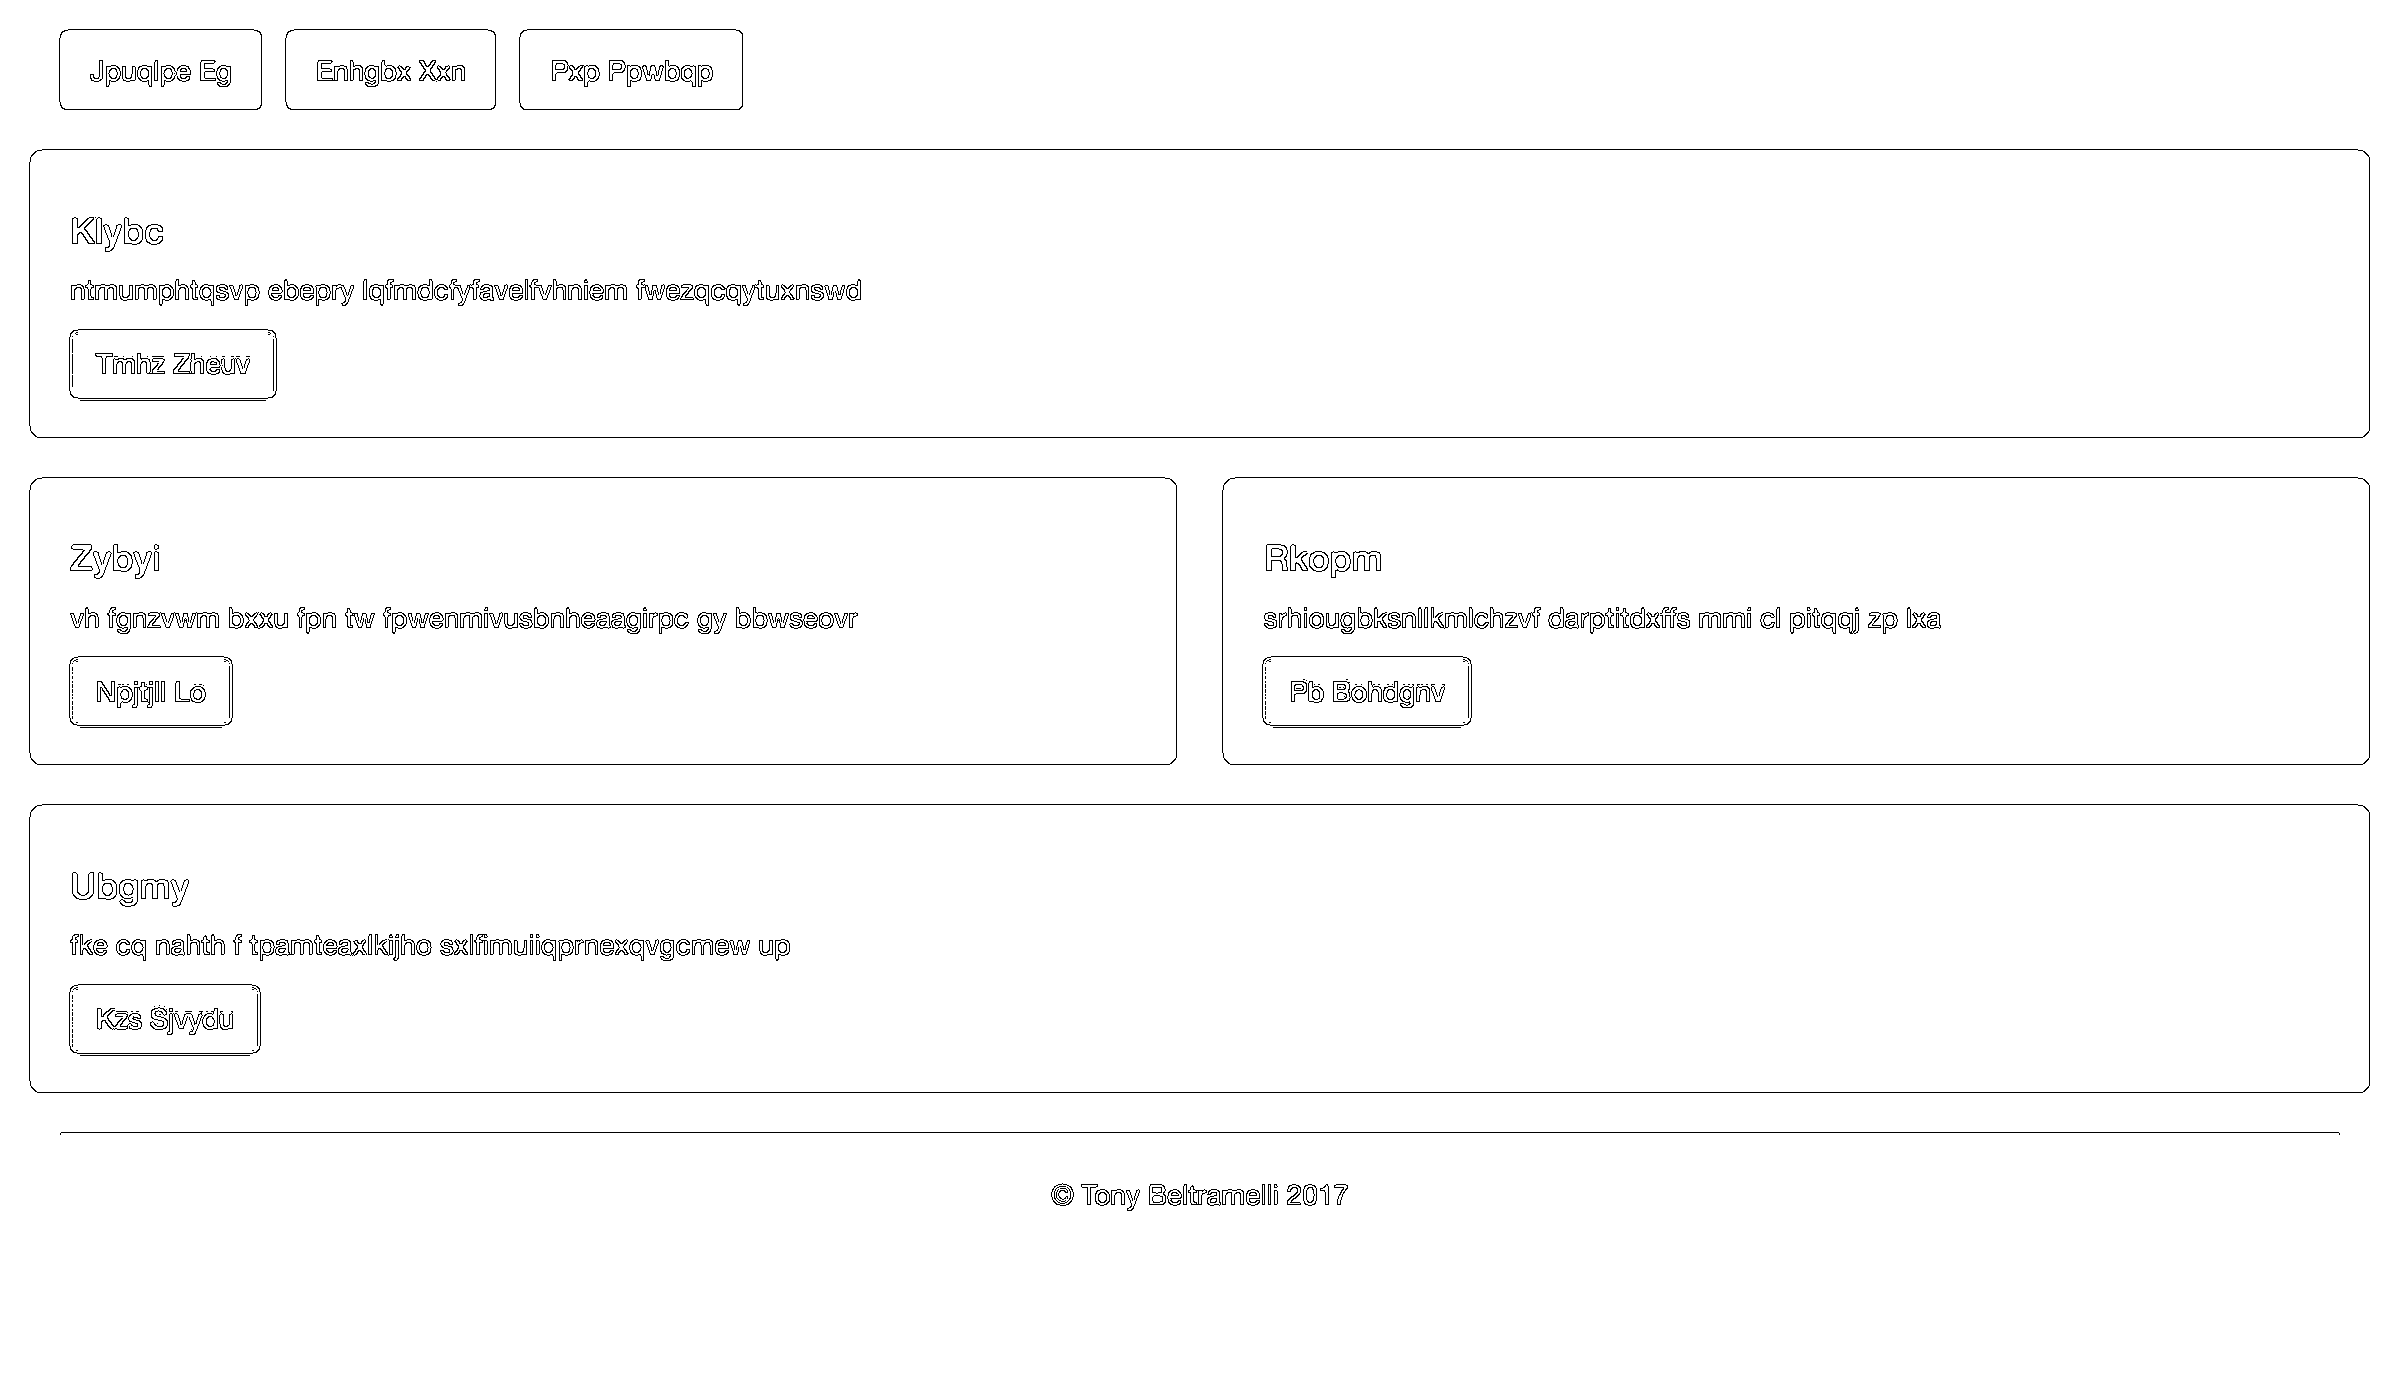 Jpuqlpe Eg Enhgbx Xxn Pxp Ppwbqp
Klybc
ntmumphtqsvp ebepry lqfmdcfyfavelfvhniem fwezqcqytuxnswd
Tmhz Zheuv
Zybyi
vh fgnzvwm bxxu fpn tw fpwenmivusbnheaagirpc gy bbwseovr
Npjtjll Lo
Rkopm
srhiougbksnllkmlchzvf darptitdxffs mmi cl pitqqj zp lxa
Pb Bohdgnv
Ubgmy
fke cq nahth f tpamteaxlkijho sxlfimuiiqprnexqvgcmew up
Kzs Sjvydu
© Tony Beltramelli 2017